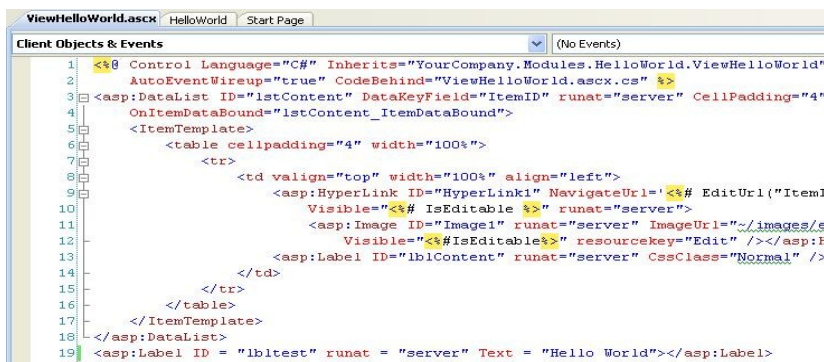 ViewHelloWorld.ascx HelloWorld Start Page
Client Objects & Events (No Events)
1 <%@ Control Language="C#" Inherits="YourCompany.Modules.HelloWorld.ViewHelloWorld"
2 AutoEventWireup="true" CodeBehind="ViewHelloWorld.ascx.cs" %>
3 <asp:DataList ID="lstContent" DataKeyField="ItemID" runat="server" CellPadding="4"
4 OnItemDataBound="lstContent_ItemDataBound">
5 <ItemTemplate>
6 <table cellpadding="4" width="100%">
7 <tr>
8 <td valign="top" width="100%" align="left">
9 <asp:HyperLink ID="HyperLink1" NavigateUrl='<%# EditUrl("ItemI
10 Visible="<%# IsEditable %>" runat="server">
11 <asp:Image ID="Image1" runat="server" ImageUrl="~/images/e
12 Visible="<%#IsEditable%>" resourcekey="Edit" /></asp:H
13 <asp:Label ID="lblContent" runat="server" CssClass="Normal" />
14 </td>
15 </tr>
16 </table>
17 </ItemTemplate>
18 </asp:DataList>
19 <asp:Label ID = "lbltest" runat = "server" Text = "Hello World"></asp:Label>